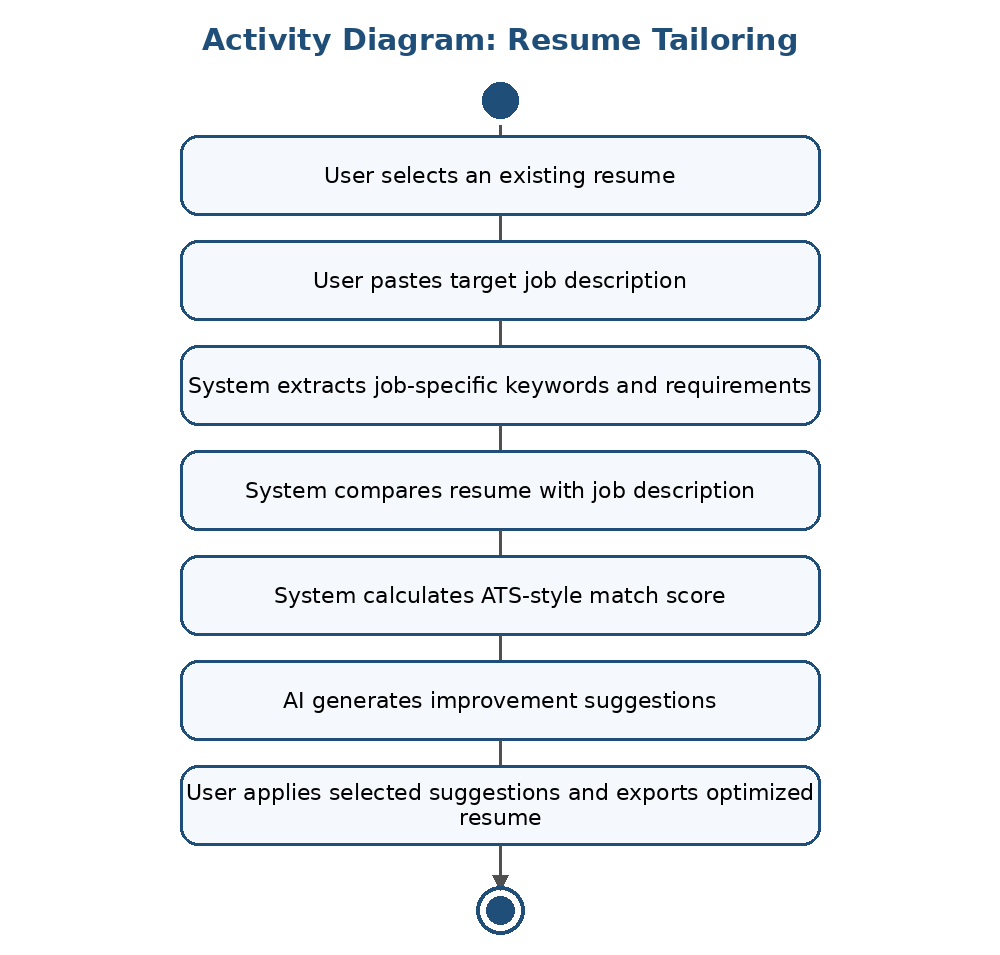 Activity Diagram: Resume Tailoring
User selects an existing resume
User pastes target job description
System extracts job-specific keywords and requirements
System compares resume with job description
System calculates ATS-style match score
AI generates improvement suggestions
User applies selected suggestions and exports optimized
resume